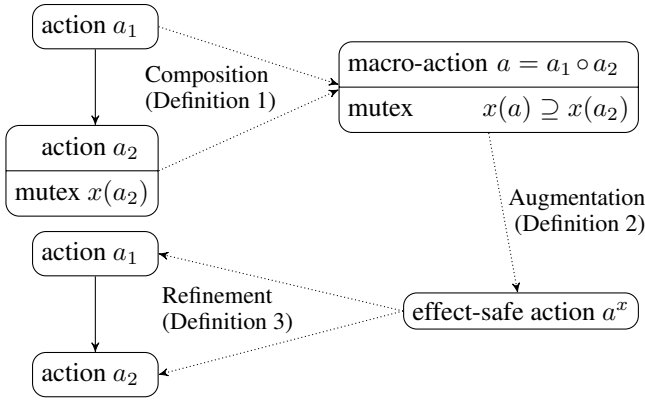 action a₁
Composition
(Definition 1)
action a₂
mutex x(a₂)
macro-action a = a₁ ∘ a₂
mutex x(a) ⊇ x(a₂)
Augmentation
(Definition 2)
effect-safe action aˣ
Refinement
(Definition 3)
action a₁
action a₂